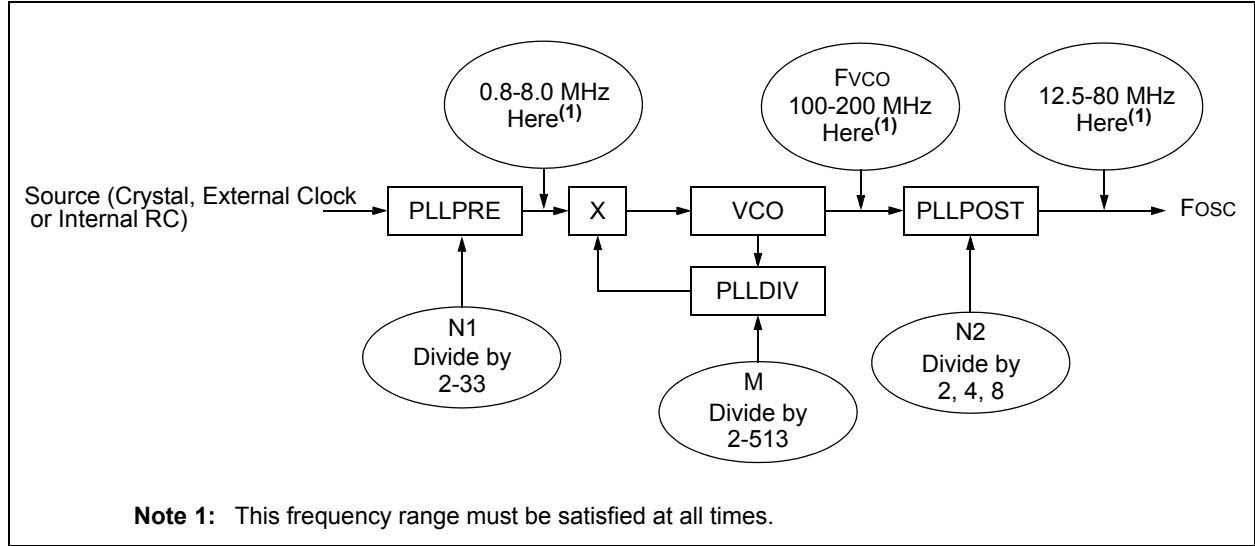 0.8-8.0 MHz
Here(1)
FVCO
100-200 MHz
Here(1)
12.5-80 MHz
Here(1)
Source (Crystal, External Clock
or Internal RC)
PLLPRE
X
VCO
PLLPOST
FOSC
PLLDIV
N1
Divide by
2-33
M
Divide by
2-513
N2
Divide by
2, 4, 8
Note 1: This frequency range must be satisfied at all times.